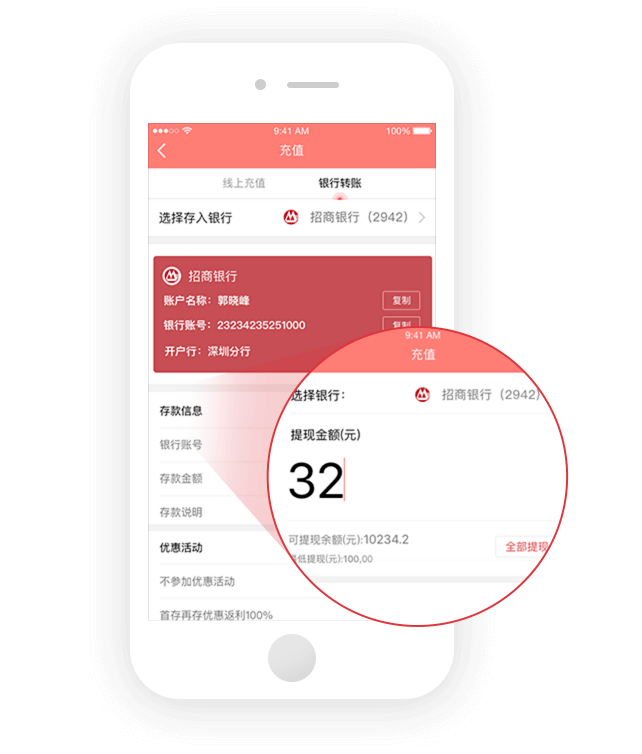 9:41 AM 100%
充值
线上充值 银行转账
选择存入银行 招商银行（2942）
招商银行
账户名称：郭晓峰 复制
银行账号：23234235251000 复制
开户行：深圳分行
存款信息
银行账号
存款金额
存款说明
优惠活动
不参加优惠活动
首存再存优惠返利100%
9:41 AM
充值
选择银行： 招商银行（2942）
提现金额(元)
32
可提现余额(元):10234.2 全部提现
最低提现(元):100,00